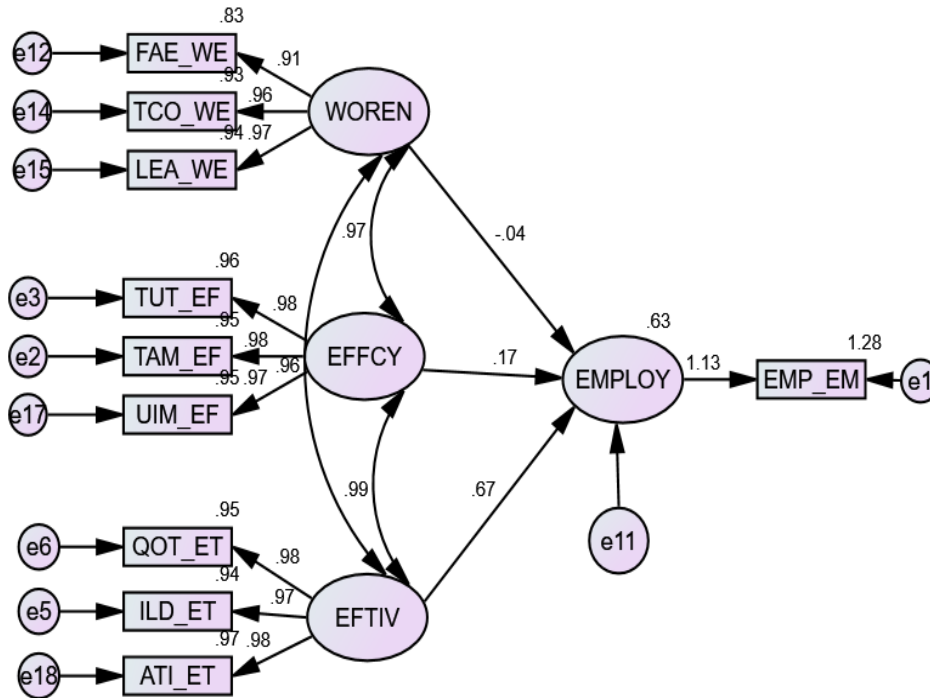 .83
e12 FAE_WE .91
.93
e14 TCO_WE .96 WOREN
.94 .97
e15 LEA_WE
.97 -.04
.96
e3 TUT_EF .98
.95
e2 TAM_EF .98 EFFCY .17
.95 .97 .96
e17 UIM_EF
.63
EMPLOY 1.13
1.28
EMP_EM e1
.99 .67
.95
e6 QOT_ET .98 e11
.94
e5 ILD_ET .97 EFTIV
.97 .98
e18 ATI_ET